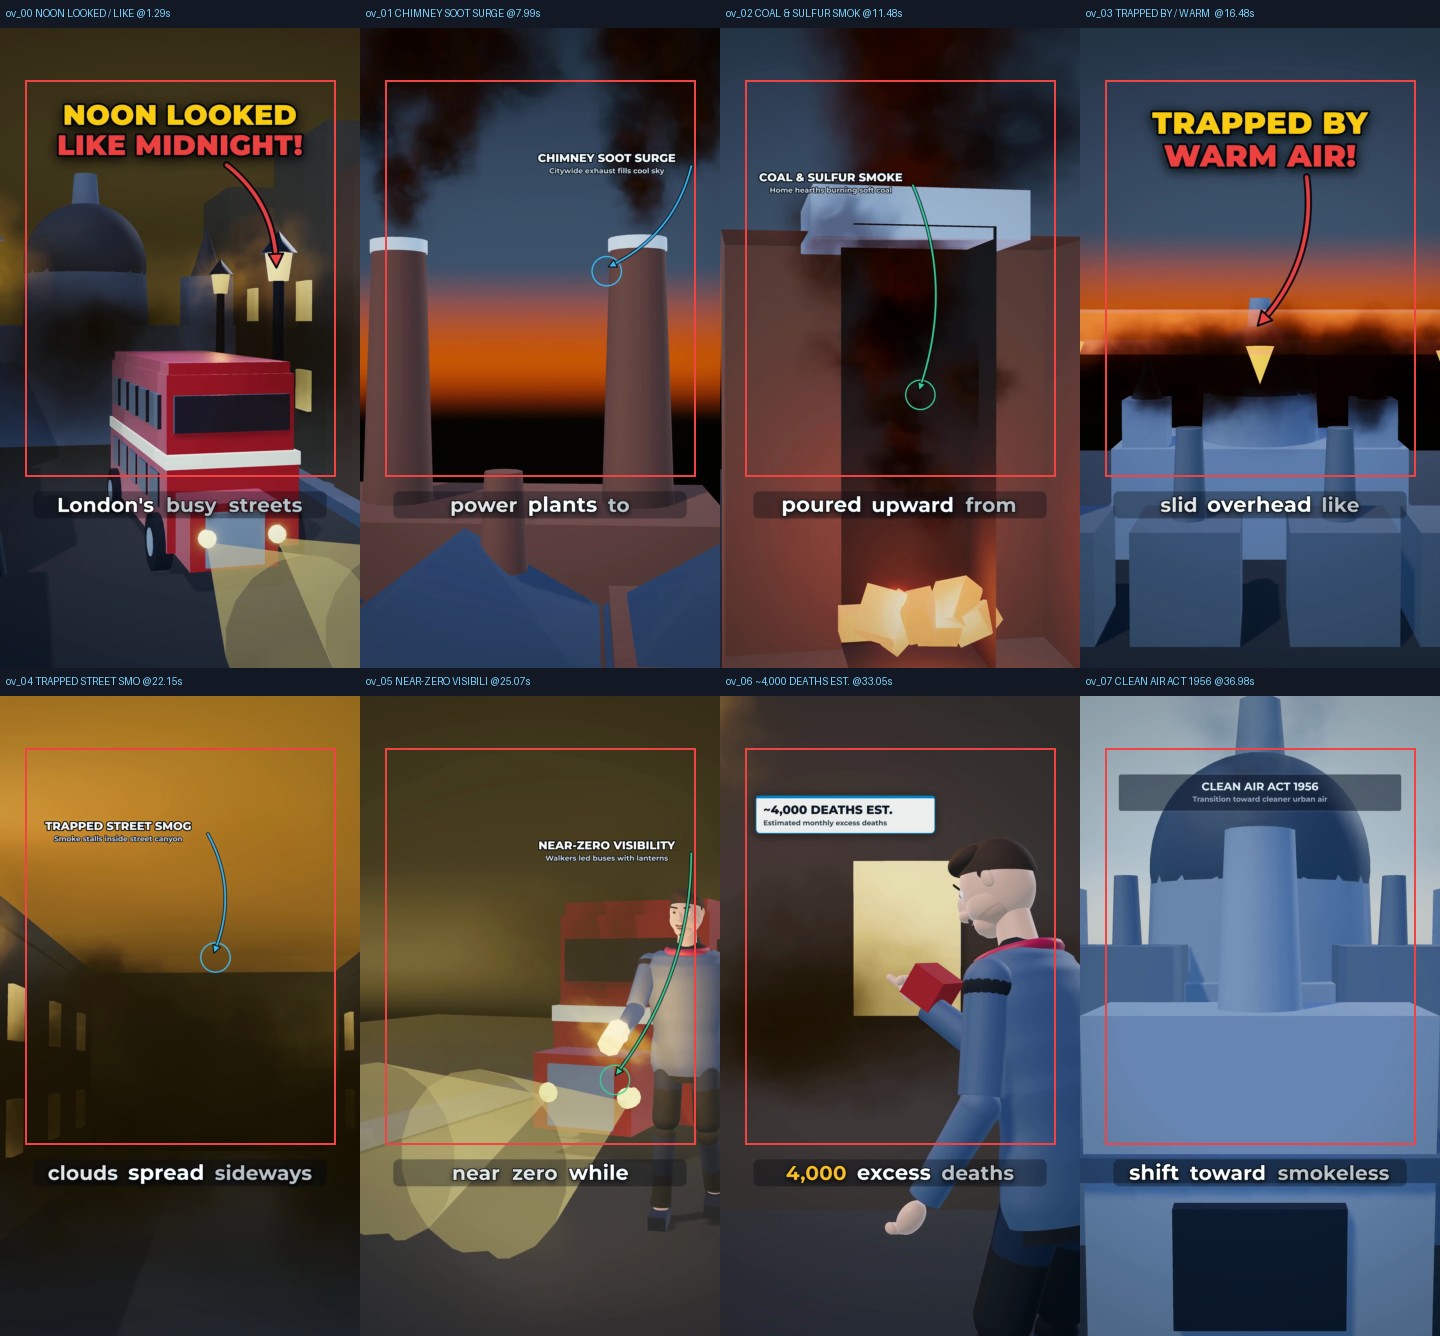 ov_00 NOON LOOKED / LIKE @1.29s
NOON LOOKED
LIKE MIDNIGHT!
London's busy streets
ov_01 CHIMNEY SOOT SURGE @7.99s
CHIMNEY SOOT SURGE
Citywide exhaust fills cool sky
power plants to
ov_02 COAL & SULFUR SMOK @11.48s
COAL & SULFUR SMOKE
Home hearths burning soft coal
poured upward from
ov_03 TRAPPED BY / WARM @16.48s
TRAPPED BY
WARM AIR!
slid overhead like
ov_04 TRAPPED STREET SMO @22.15s
TRAPPED STREET SMOG
Smoke stalls inside street canyon
clouds spread sideways
ov_05 NEAR-ZERO VISIBILI @25.07s
NEAR-ZERO VISIBILITY
Walkers led buses with lanterns
near zero while
ov_06 ~4,000 DEATHS EST. @33.05s
~4,000 DEATHS EST.
Estimated monthly excess deaths
4,000 excess deaths
ov_07 CLEAN AIR ACT 1956 @36.98s
CLEAN AIR ACT 1956
Transition toward cleaner urban air
shift toward smokeless